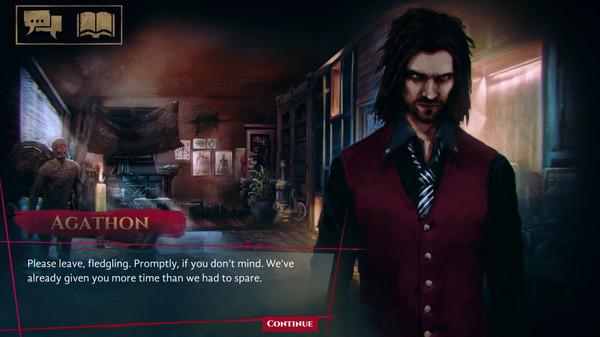 AGATHON
Please leave, fledgling. Promptly, if you don't mind. We've
already given you more time than we had to spare.
CONTINUE